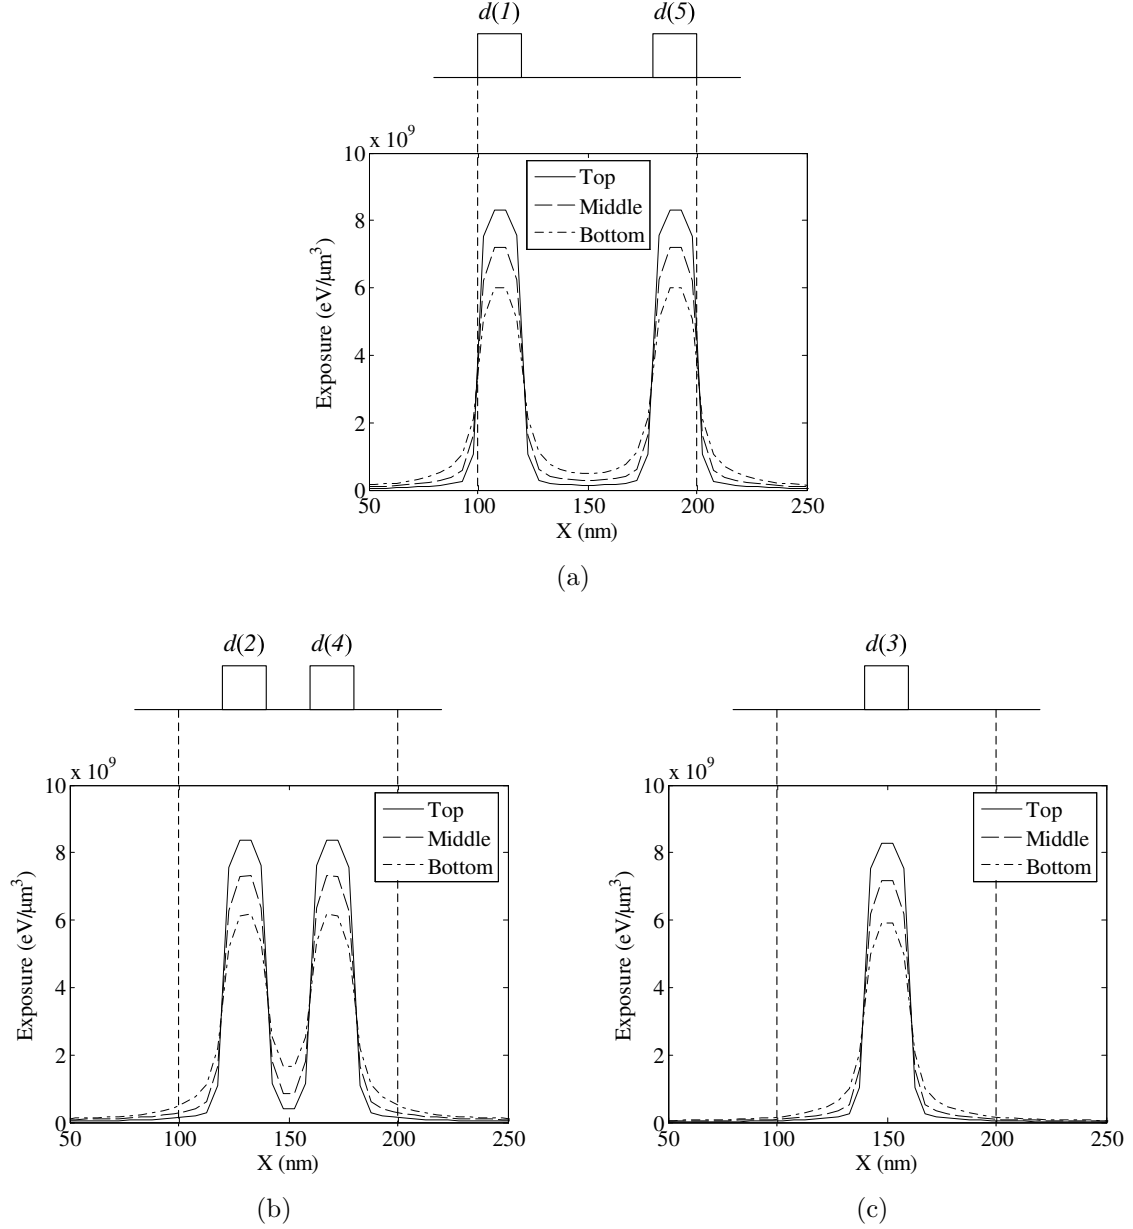 d(1) d(5)
x 10^9
10
8
6
4
2
0
Exposure (eV/μm^3)
Top
Middle
Bottom
50 100 150 200 250
X (nm)
(a)
d(2) d(4)
x 10^9
10
8
6
4
2
0
Exposure (eV/μm^3)
Top
Middle
Bottom
50 100 150 200 250
X (nm)
(b)
d(3)
x 10^9
10
8
6
4
2
0
Exposure (eV/μm^3)
Top
Middle
Bottom
50 100 150 200 250
X (nm)
(c)